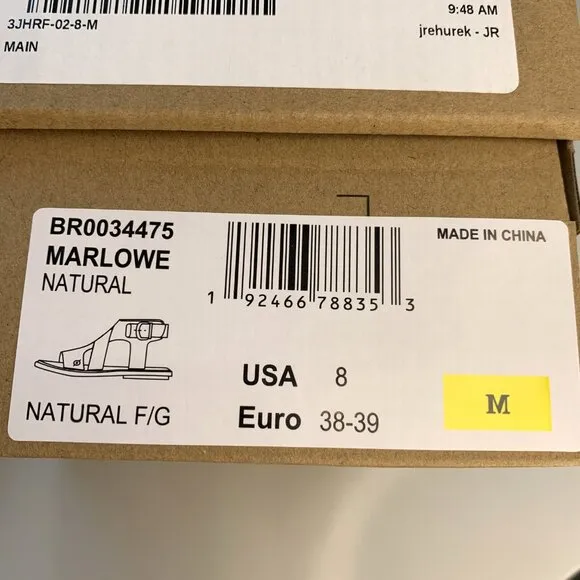 3JHRF-02-8-M
9:48 AM
MAIN
jrehurek - JR
BR0034475
MARLOWE
NATURAL
MADE IN CHINA
1 92466 78835 3
USA 8
M
NATURAL F/G
Euro 38-39